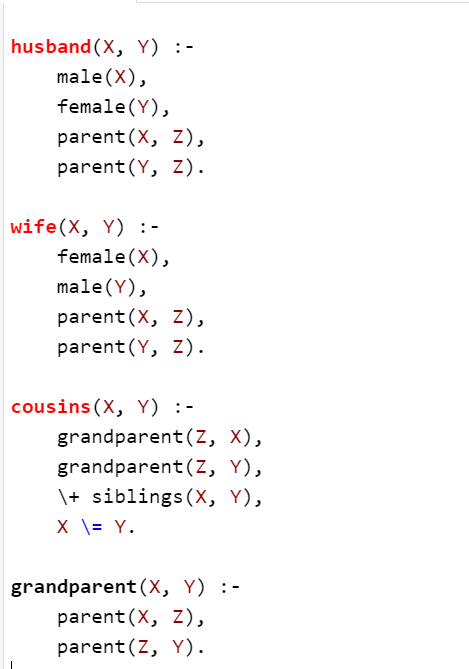 husband(X, Y) :-
    male(X),
    female(Y),
    parent(X, Z),
    parent(Y, Z).

wife(X, Y) :-
    female(X),
    male(Y),
    parent(X, Z),
    parent(Y, Z).

cousins(X, Y) :-
    grandparent(Z, X),
    grandparent(Z, Y),
    \+ siblings(X, Y),
    X \= Y.

grandparent(X, Y) :-
    parent(X, Z),
    parent(Z, Y).